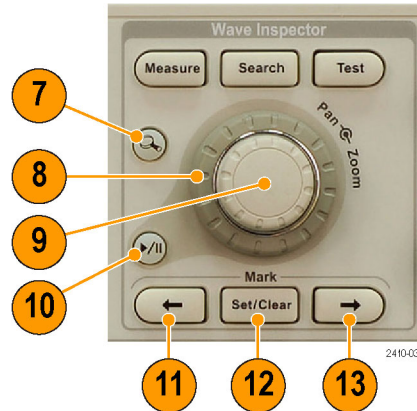 Wave Inspector
Measure Search Test
7
Pan Zoom
8
9
10
▶/II
Mark
← Set/Clear →
2410-03
11 12 13